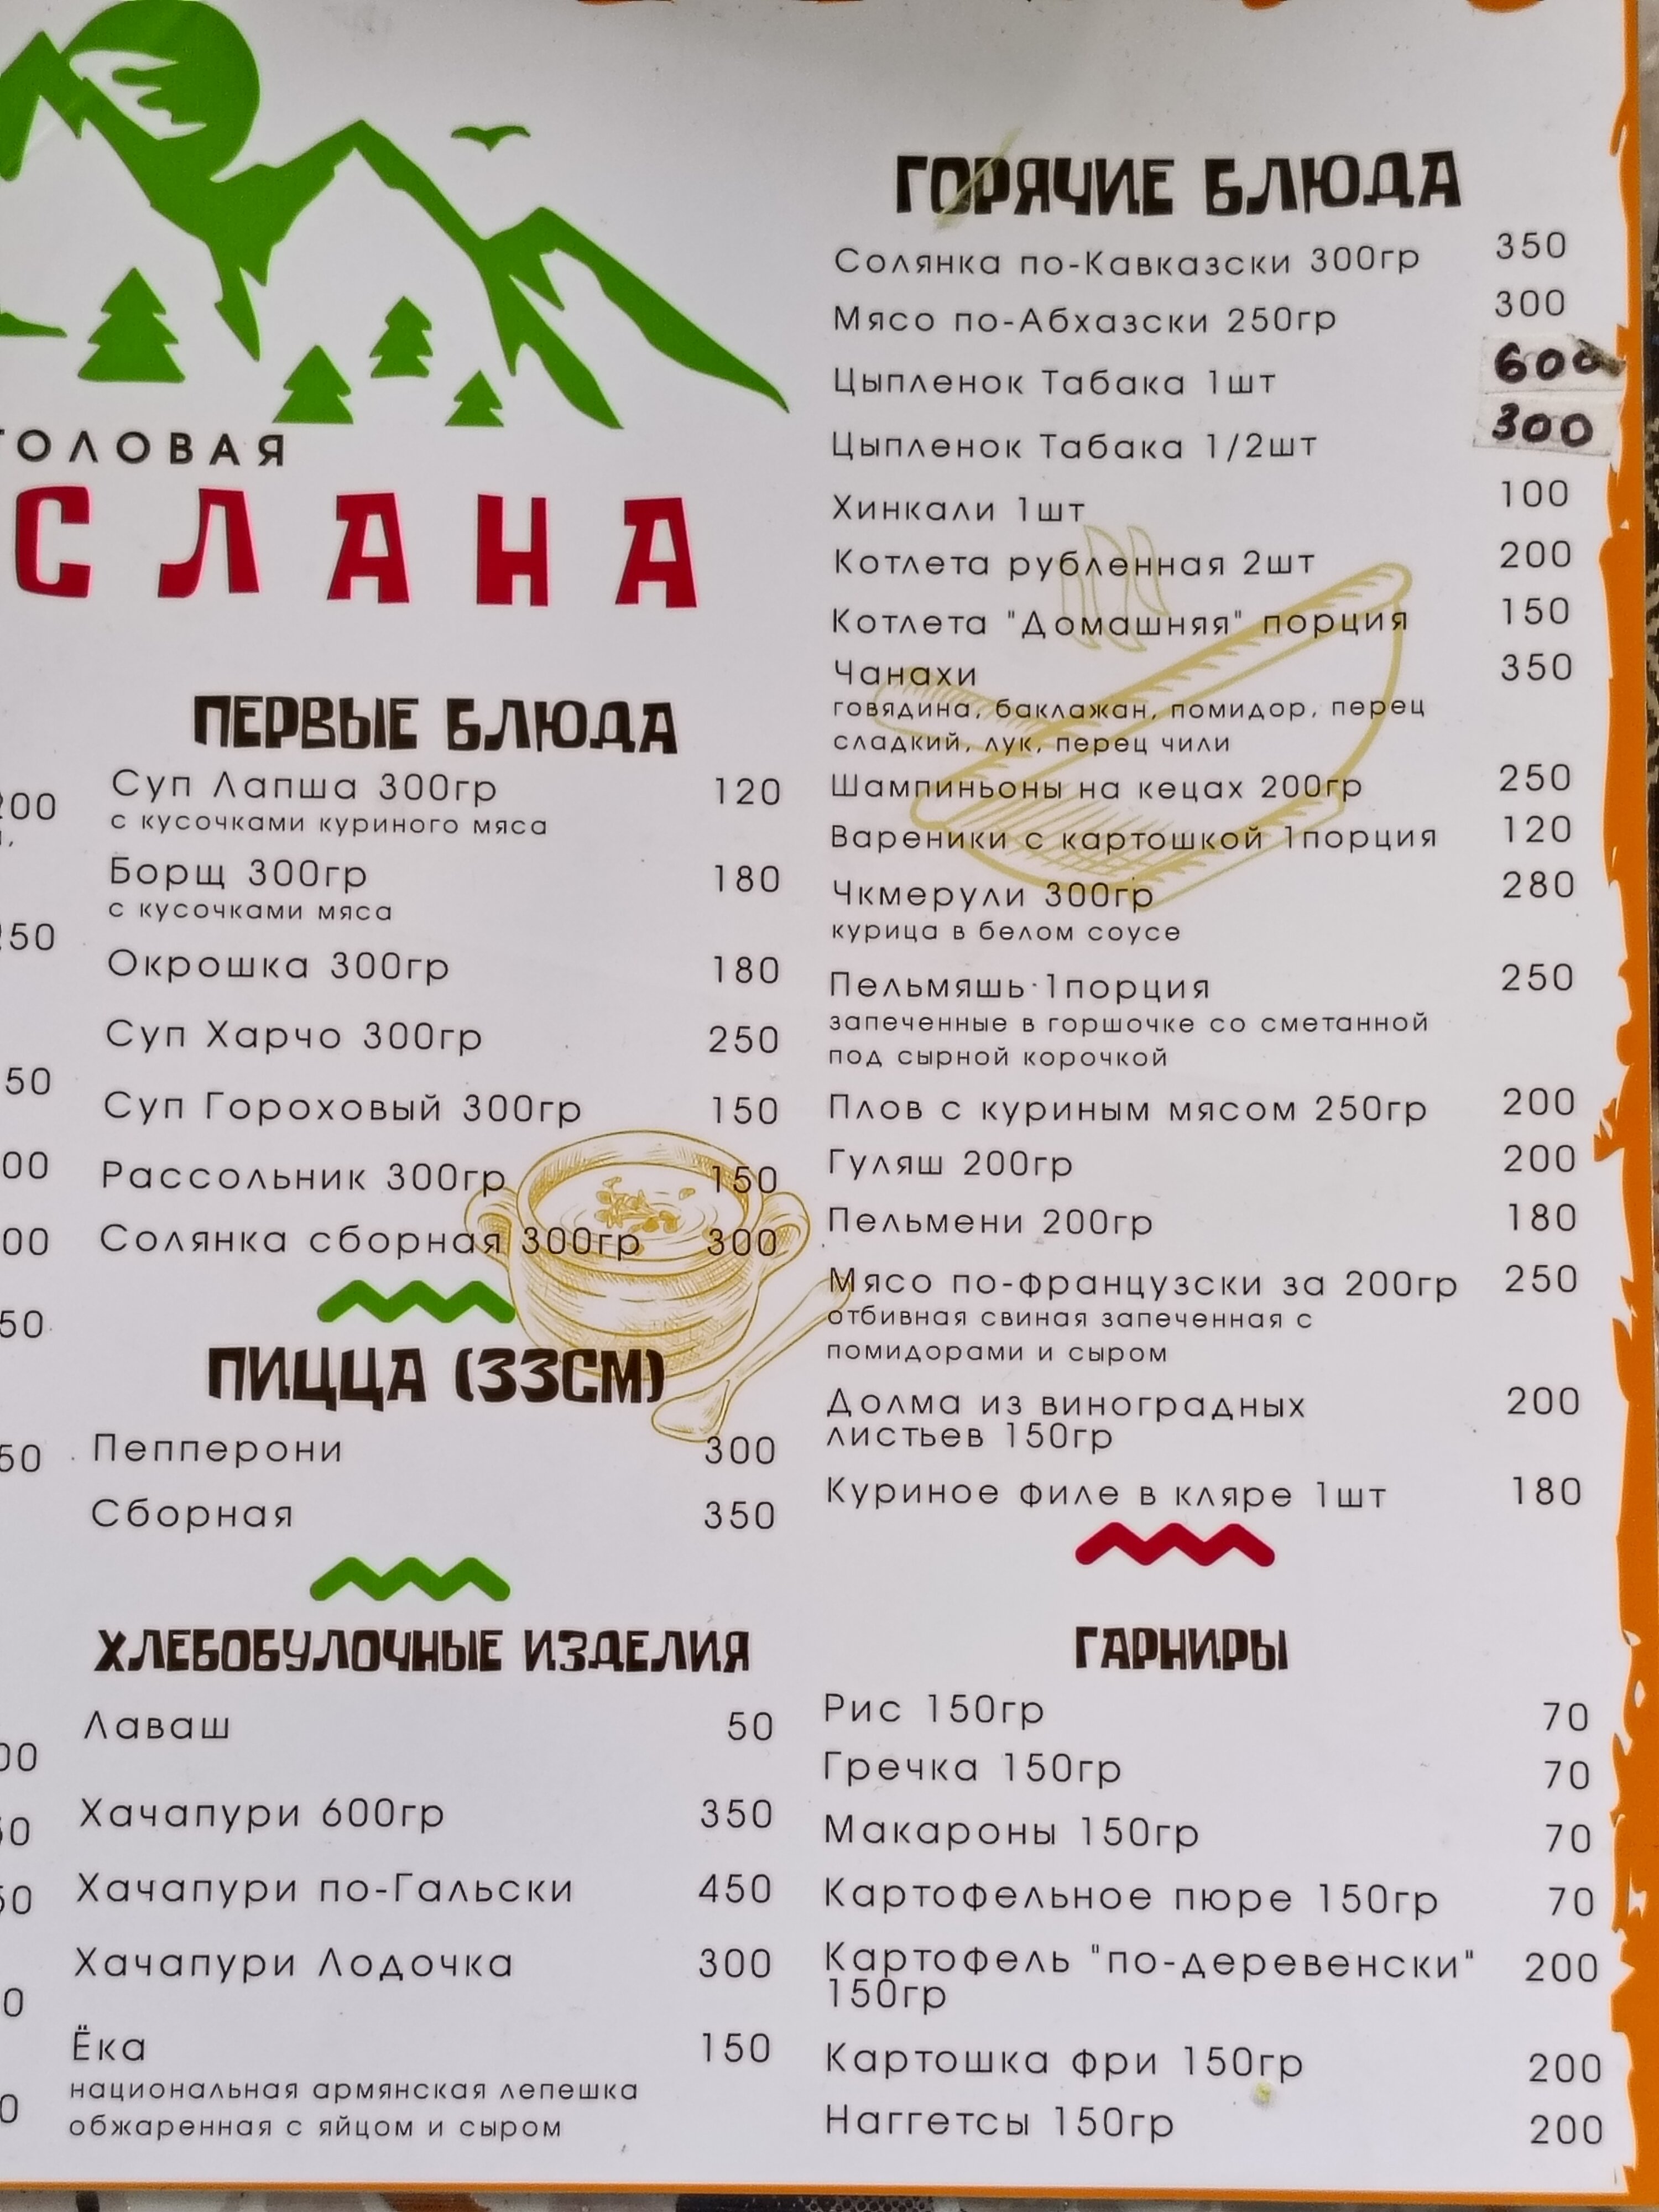 ТОЛОВАЯ
СЛАНА
ПЕРВЫЕ БЛЮДА
Суп Лапша 300гр 120
с кусочками куриного мяса
Борщ 300гр 180
с кусочками мяса
Окрошка 300гр 180
Суп Харчо 300гр 250
Суп Гороховый 300гр 150
Рассольник 300гр 150
Солянка сборная 300гр 300
ПИЦЦА (33СМ)
Пепперони 300
Сборная 350
ХЛЕБОБУЛОЧНЫЕ ИЗДЕЛИЯ
Лаваш 50
Хачапури 600гр 350
Хачапури по-Гальски 450
Хачапури Лодочка 300
Ёка 150
национальная армянская лепешка
обжаренная с яйцом и сыром
ГОРЯЧИЕ БЛЮДА
Солянка по-Кавказски 300гр 350
Мясо по-Абхазски 250гр 300
Цыпленок Табака 1шт 600
Цыпленок Табака 1/2шт 300
Хинкали 1шт 100
Котлета рубленная 2шт 200
Котлета "Домашняя" порция 150
Чанахи 350
говядина, баклажан, помидор, перец
сладкий, лук, перец чили
Шампиньоны на кецах 200гр 250
Вареники с картошкой 1порция 120
Чкмерули 300гр 280
курица в белом соусе
Пельмяшь 1порция 250
запеченные в горшочке со сметанной
под сырной корочкой
Плов с куриным мясом 250гр 200
Гуляш 200гр 200
Пельмени 200гр 180
Мясо по-французски за 200гр 250
отбивная свиная запеченная с
помидорами и сыром
Долма из виноградных 200
листьев 150гр
Куриное филе в кляре 1шт 180
ГАРНИРЫ
Рис 150гр 70
Гречка 150гр 70
Макароны 150гр 70
Картофельное пюре 150гр 70
Картофель "по-деревенски" 200
150гр
Картошка фри 150гр 200
Наггетсы 150гр 200